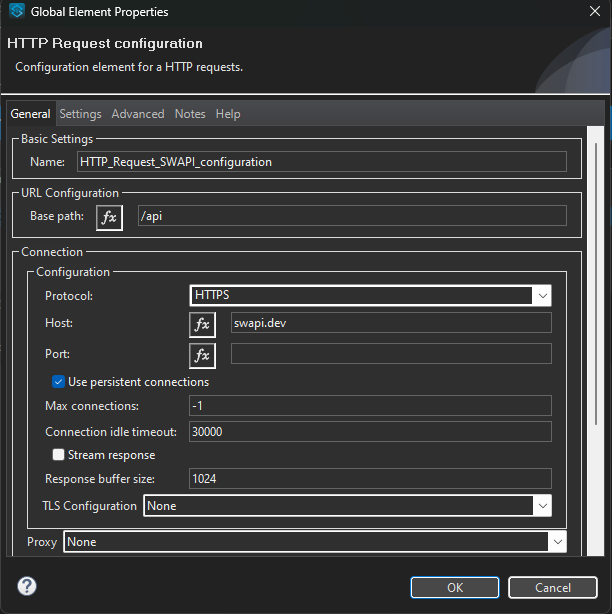 Global Element Properties
HTTP Request configuration
Configuration element for a HTTP requests.
General Settings Advanced Notes Help
Basic Settings
Name: HTTP_Request_SWAPI_configuration
URL Configuration
Base path: fx /api
Connection
Configuration
Protocol: HTTPS
Host: fx swapi.dev
Port: fx
Use persistent connections
Max connections: -1
Connection idle timeout: 30000
Stream response
Response buffer size: 1024
TLS Configuration None
Proxy None
? OK Cancel